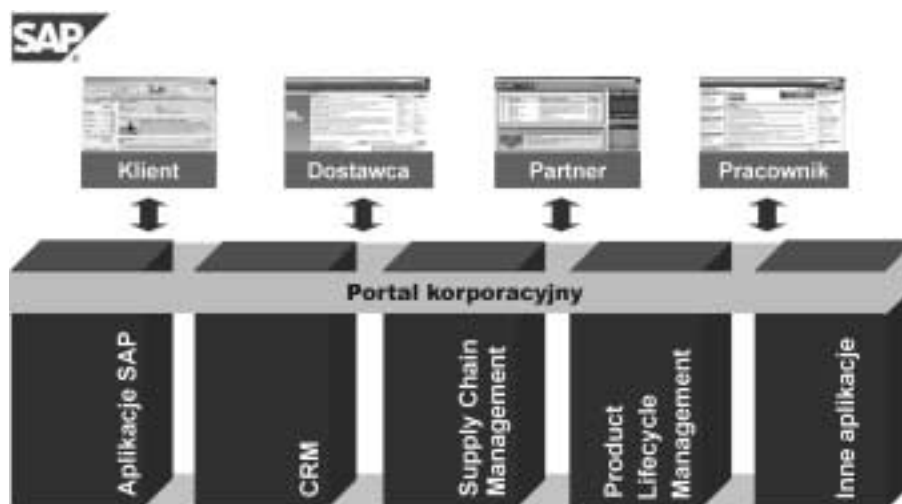 SAP
Klient
Dostawca
Partner
Pracownik
Portal korporacyjny
Aplikacje SAP
CRM
Supply Chain
Management
Product
Lifecycle
Management
Inne aplikacje